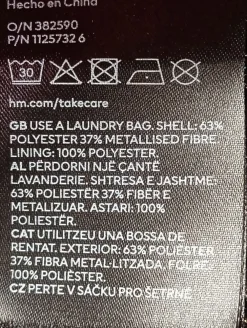 Hecho en China
O/N 382590
P/N 1125732 6
30
hm.com/takecare
GB USE A LAUNDRY BAG. SHELL: 63%
POLYESTER 37% METALLISED FIBRE.
LINING: 100% POLYESTER.
AL PËRDORNI NJË ÇANTË
LAVANDERIE. SHTRESA E JASHTME:
63% POLIESTËR 37% FIBËR E
METALIZUAR. ASTARI: 100%
POLIESTËR.
CAT UTILITZEU UNA BOSSA DE
RENTAT. EXTERIOR: 63% POLIÈSTER
37% FIBRA METAL·LITZADA. FOLRE:
100% POLIÈSTER.
CZ PERTE V SÁČKU PRO ŠETRNÉ